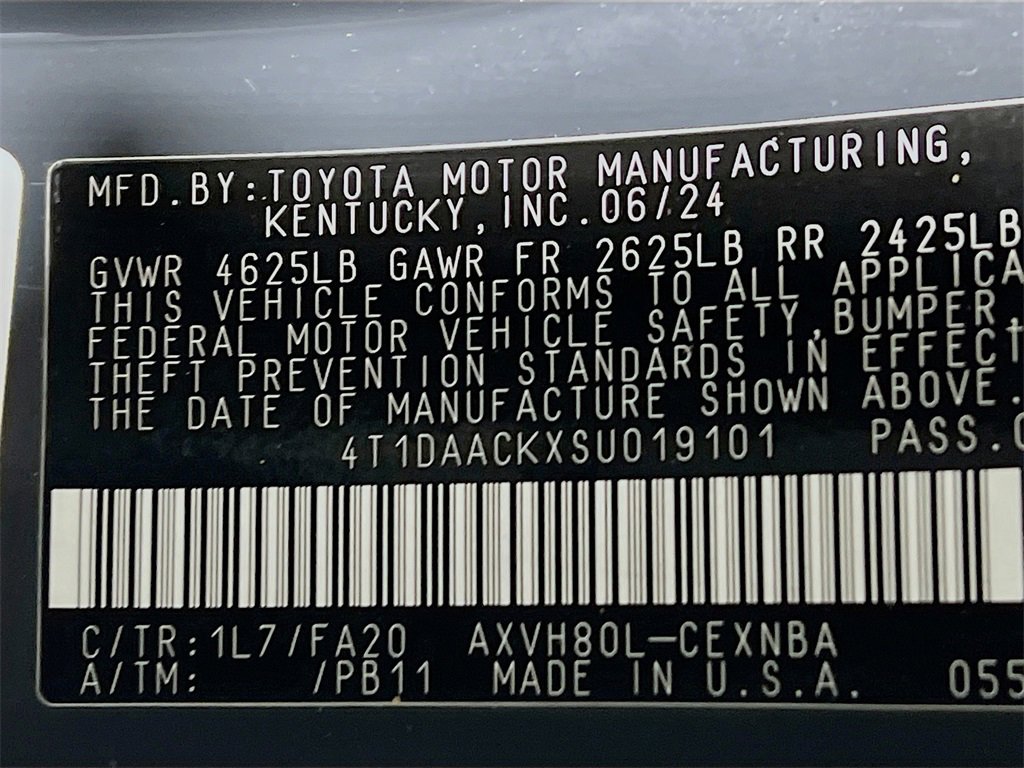 MFD.BY:TOYOTA MOTOR MANUFACTURING,
KENTUCKY, INC.06/24
GVWR 4625LB GAWR FR 2625LB RR 2425LB
THIS VEHICLE CONFORMS TO ALL APPLICA
FEDERAL MOTOR VEHICLE SAFETY,BUMPER,
THEFT PREVENTION STANDARDS IN EFFECT
THE DATE OF MANUFACTURE SHOWN ABOVE.
4T1DAACKXSU019101 PASS.
C/TR:1L7/FA20 AXVH80L-CEXNBA
A/TM: /PB11 MADE IN U.S.A. 055